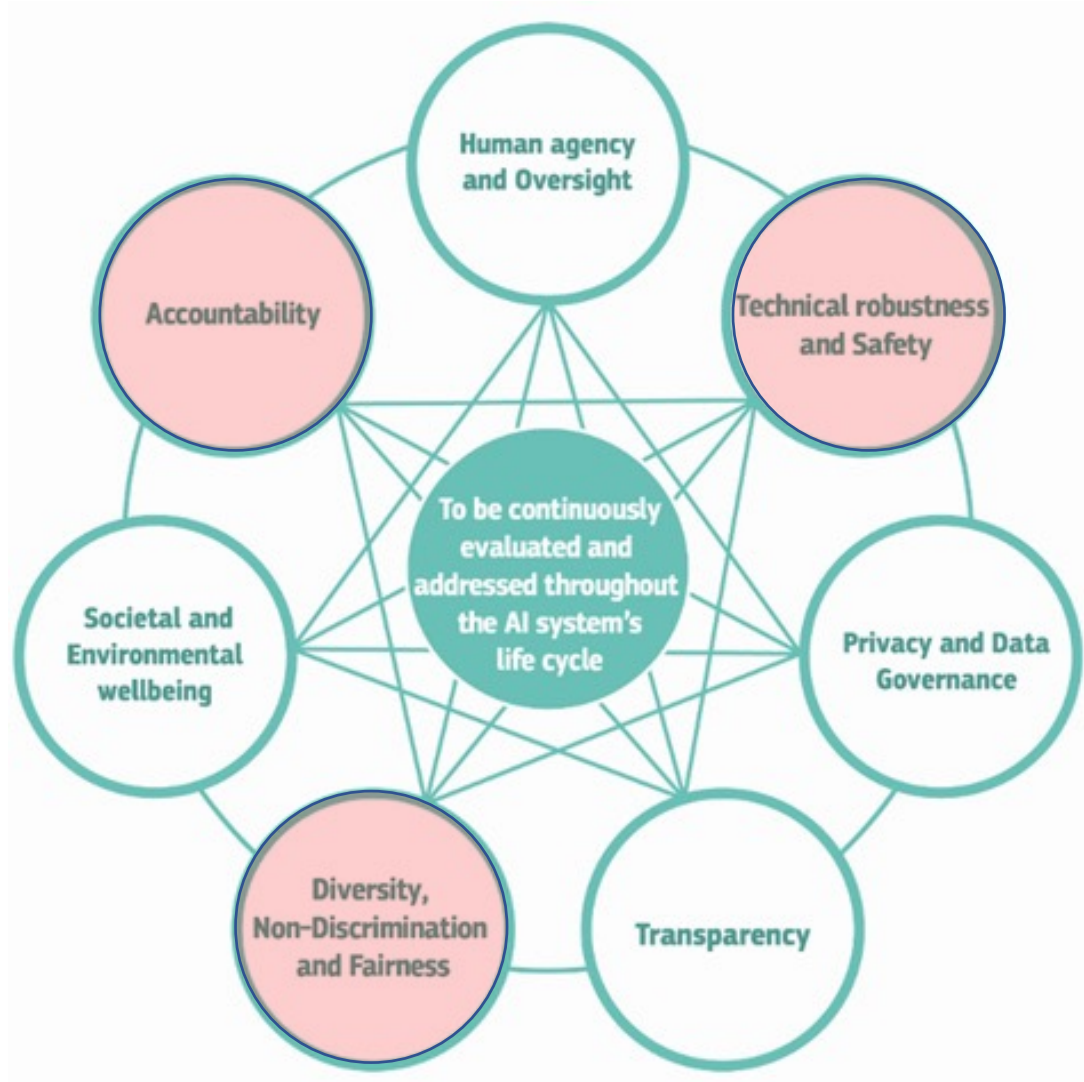 Human agency
and Oversight
Technical robustness
and Safety
Privacy and Data
Governance
Transparency
Diversity,
Non-Discrimination
and Fairness
Societal and
Environmental
wellbeing
Accountability
To be continuously
evaluated and
addressed throughout
the AI system's
life cycle